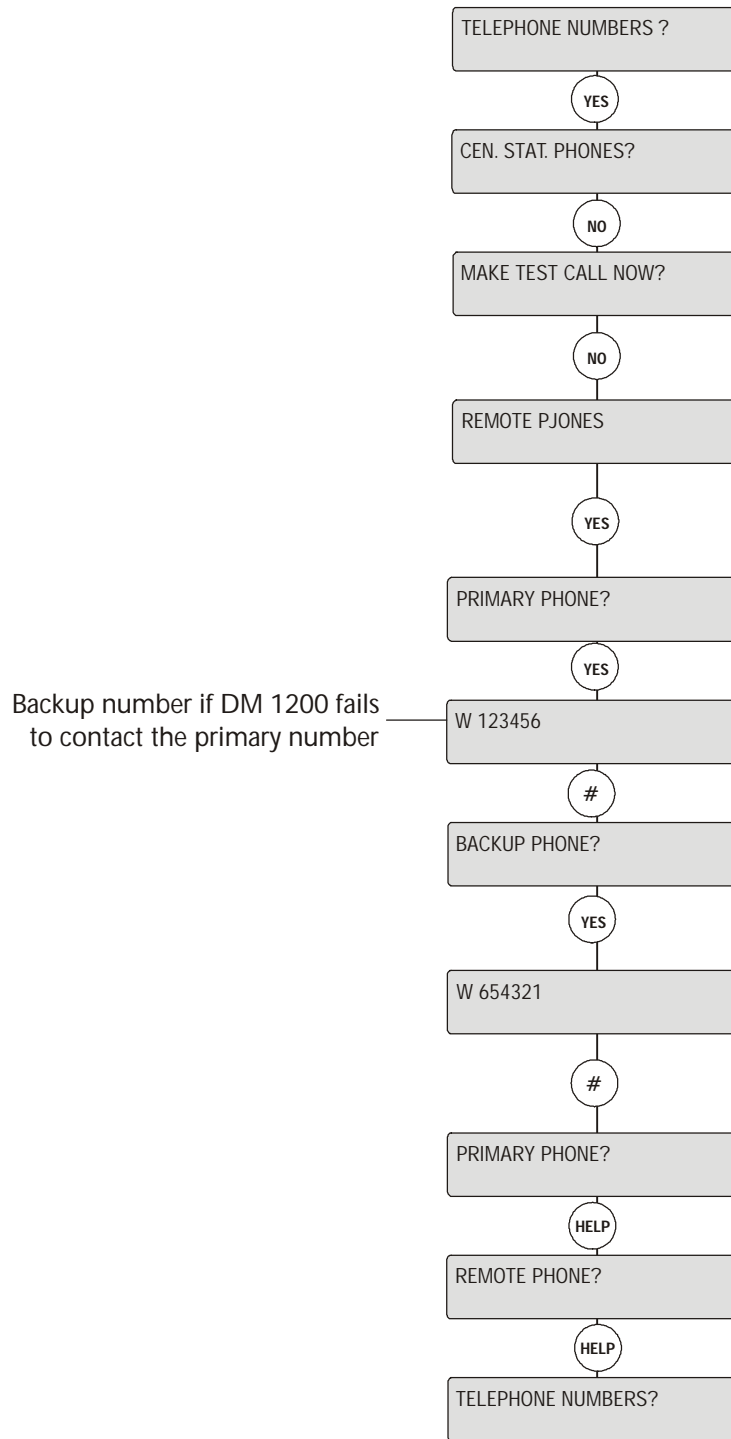 TELEPHONE NUMBERS ?
YES
CEN. STAT. PHONES?
NO
MAKE TEST CALL NOW?
NO
REMOTE PJONES
YES
PRIMARY PHONE?
YES
Backup number if DM 1200 fails
to contact the primary number
W 123456
#
BACKUP PHONE?
YES
W 654321
#
PRIMARY PHONE?
HELP
REMOTE PHONE?
HELP
TELEPHONE NUMBERS?